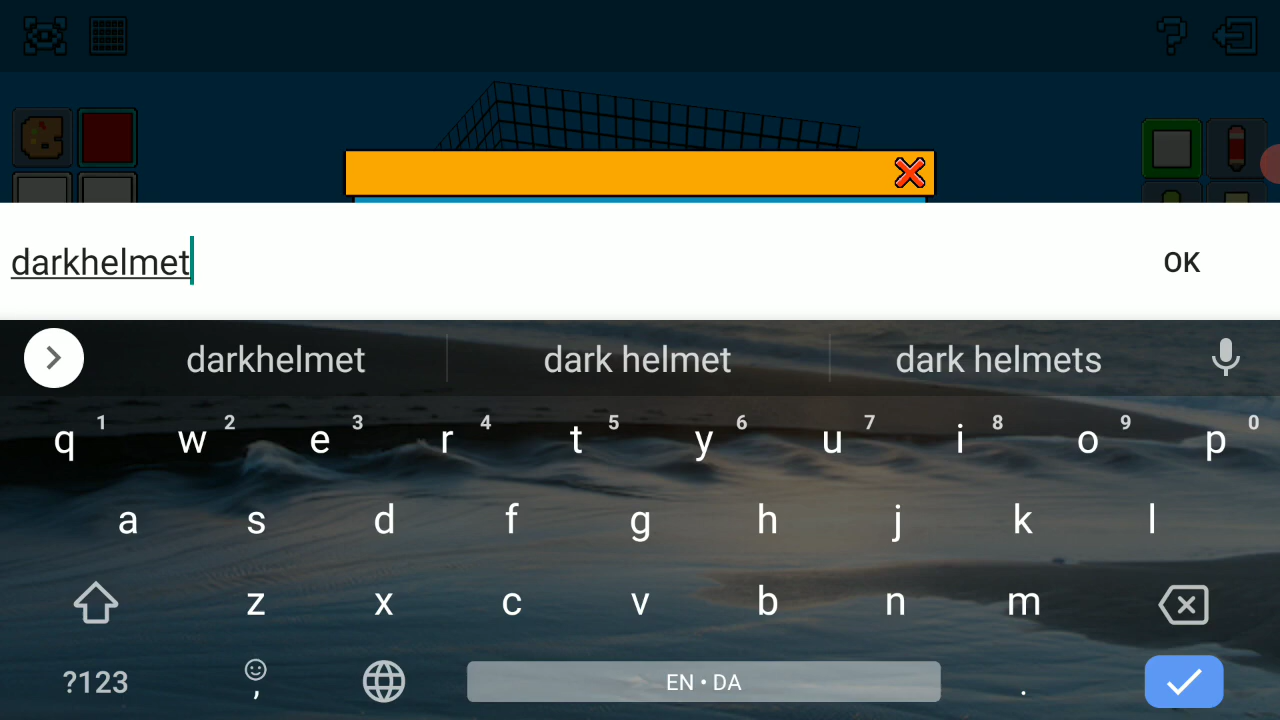 darkhelmet OK
darkhelmet dark helmet dark helmets
q 1 w 2 e 3 r 4 t 5 y 6 u 7 i 8 o 9 p 0
a s d f g h j k l
z x c v b n m
?123 , EN • DA .